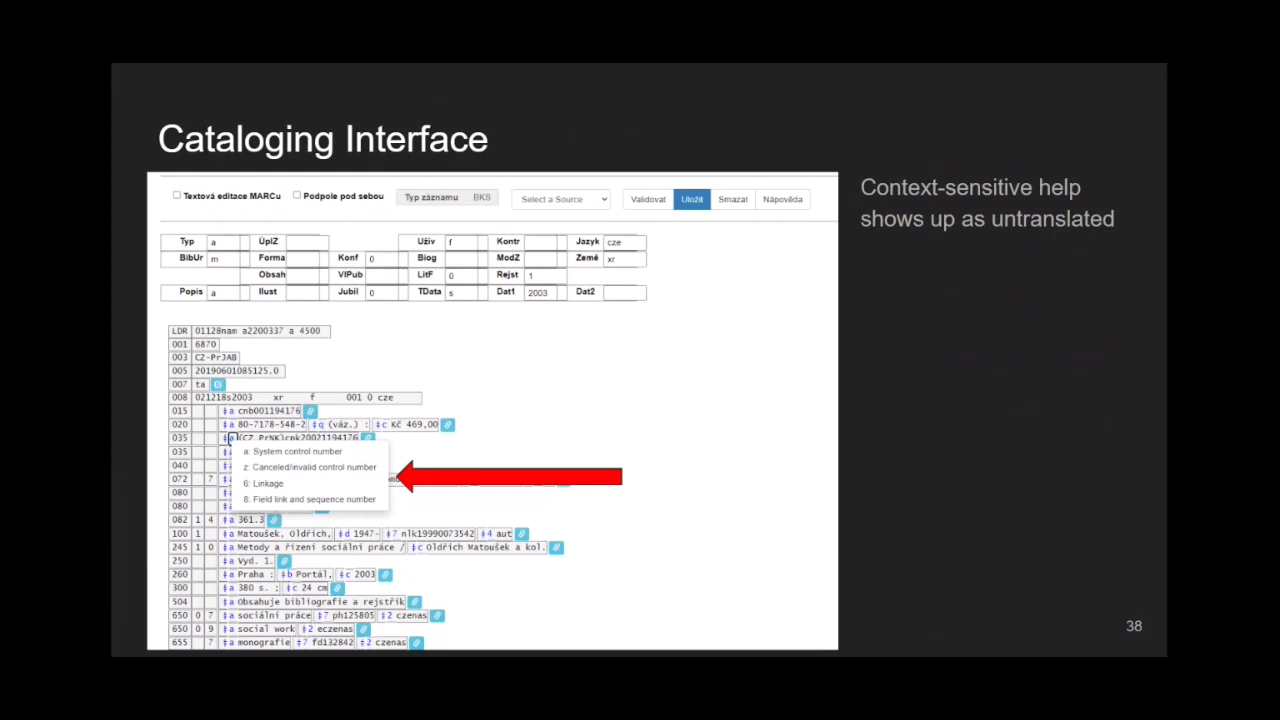 Cataloging Interface
Context-sensitive help
shows up as untranslated
Textová editace MARCu Podpole pod sebou Typ záznamu BKS Select a Source Validovat Uložit Smazat Nápověda
Typ a ÚplZ Uživ f Kontr Jazyk cze
BibUr m Forma Konf 0 Biog ModZ Země xr
Obsah VlPub LitF 0 Rejst 1
Popis a Ilust Jubil 0 TData s Dat1 2003 Dat2
LDR 01128nam a2200337 a 4500
001 6870
003 CZ-PrJAB
005 20190601085125.0
007 ta
008 021218s2003 xr f 001 0 cze
015 ‡a cnb001194176
020 ‡a 80-7178-548-2 ‡q (váz.) : ‡c Kč 469,00
035 ‡a (CZ PrNK)cnk20021194176
a: System control number
z: Canceled/invalid control number
6: Linkage
8: Field link and sequence number
035 ‡a
040 ‡a
072 7 ‡a
080 ‡a
080 ‡a
082 1 4 ‡a 361.3
100 1 ‡a Matoušek, Oldřich, ‡d 1947- ‡7 nlk19990073542 ‡4 aut
245 1 0 ‡a Metody a řízení sociální práce / ‡c Oldřich Matoušek a kol.
250 ‡a Vyd. 1.
260 ‡a Praha : ‡b Portál, ‡c 2003
300 ‡a 380 s. ; ‡c 24 cm
504 ‡a Obsahuje bibliografie a rejstřík
650 0 7 ‡a sociální práce ‡7 ph125805 ‡2 czenas
650 0 9 ‡a social work ‡2 eczenas
655 7 ‡a monografie ‡7 fd132842 ‡2 czenas
38